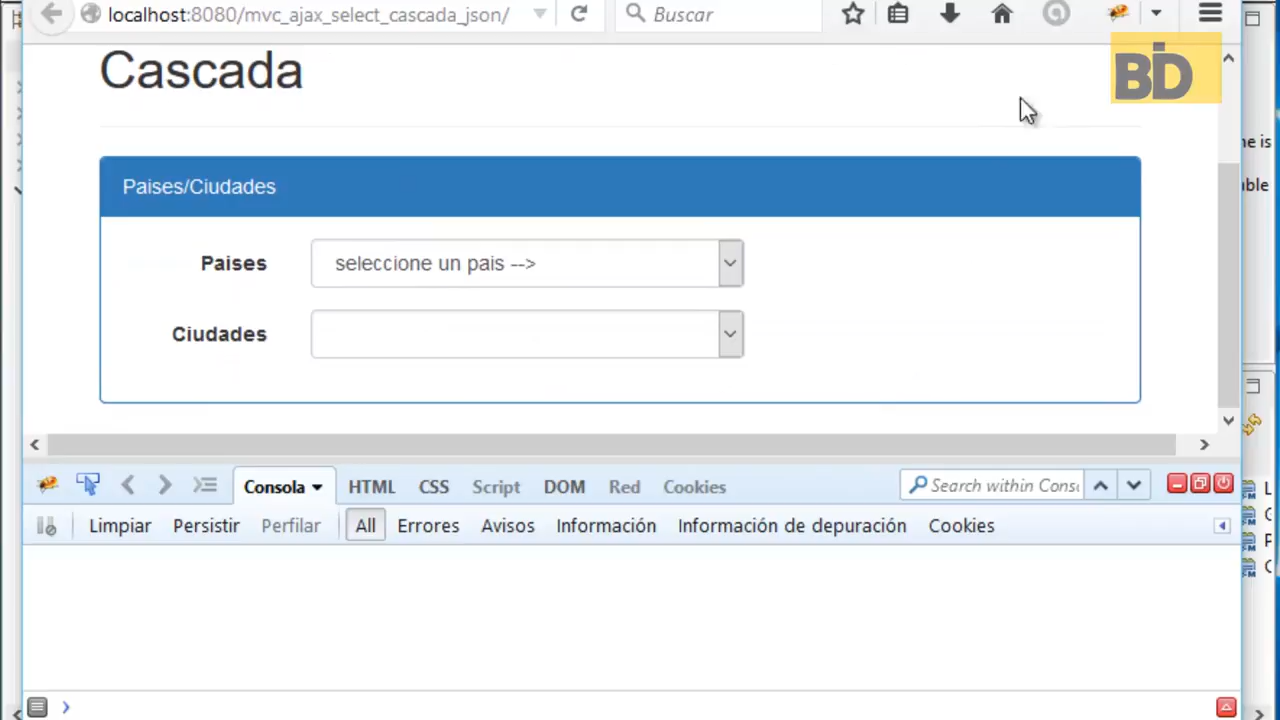 localhost:8080/mvc_ajax_select_cascada_json/
Buscar
BID
Cascada
Paises/Ciudades
Paises
seleccione un pais -->
Ciudades
Consola
HTML
CSS
Script
DOM
Red
Cookies
Search within Cons
Limpiar
Persistir
Perfilar
All
Errores
Avisos
Información
Información de depuración
Cookies